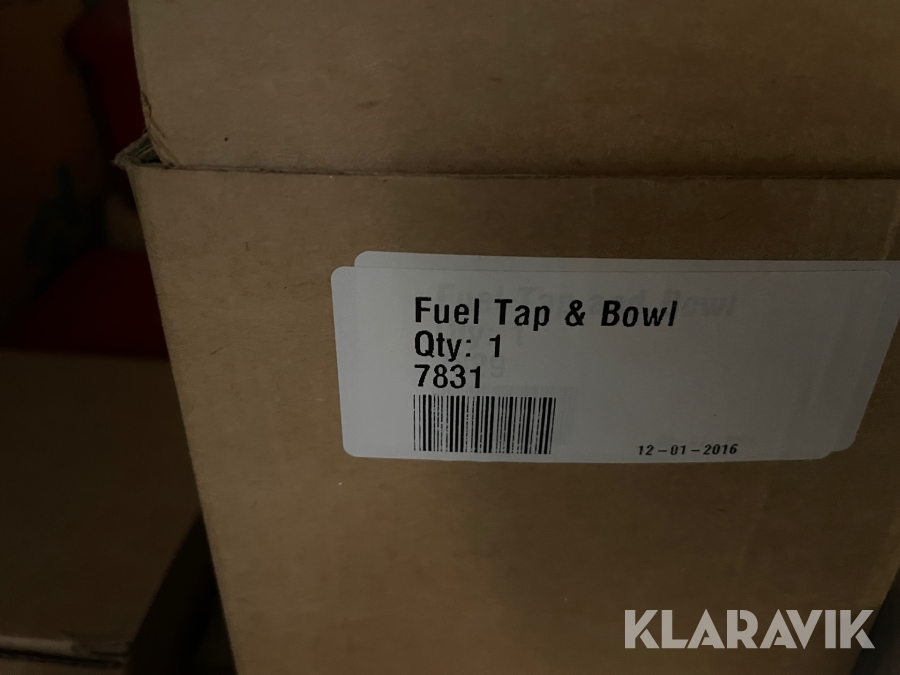 Fuel Tap & Bowl
Qty: 1
7831
12-01-2016
KLARAVIK